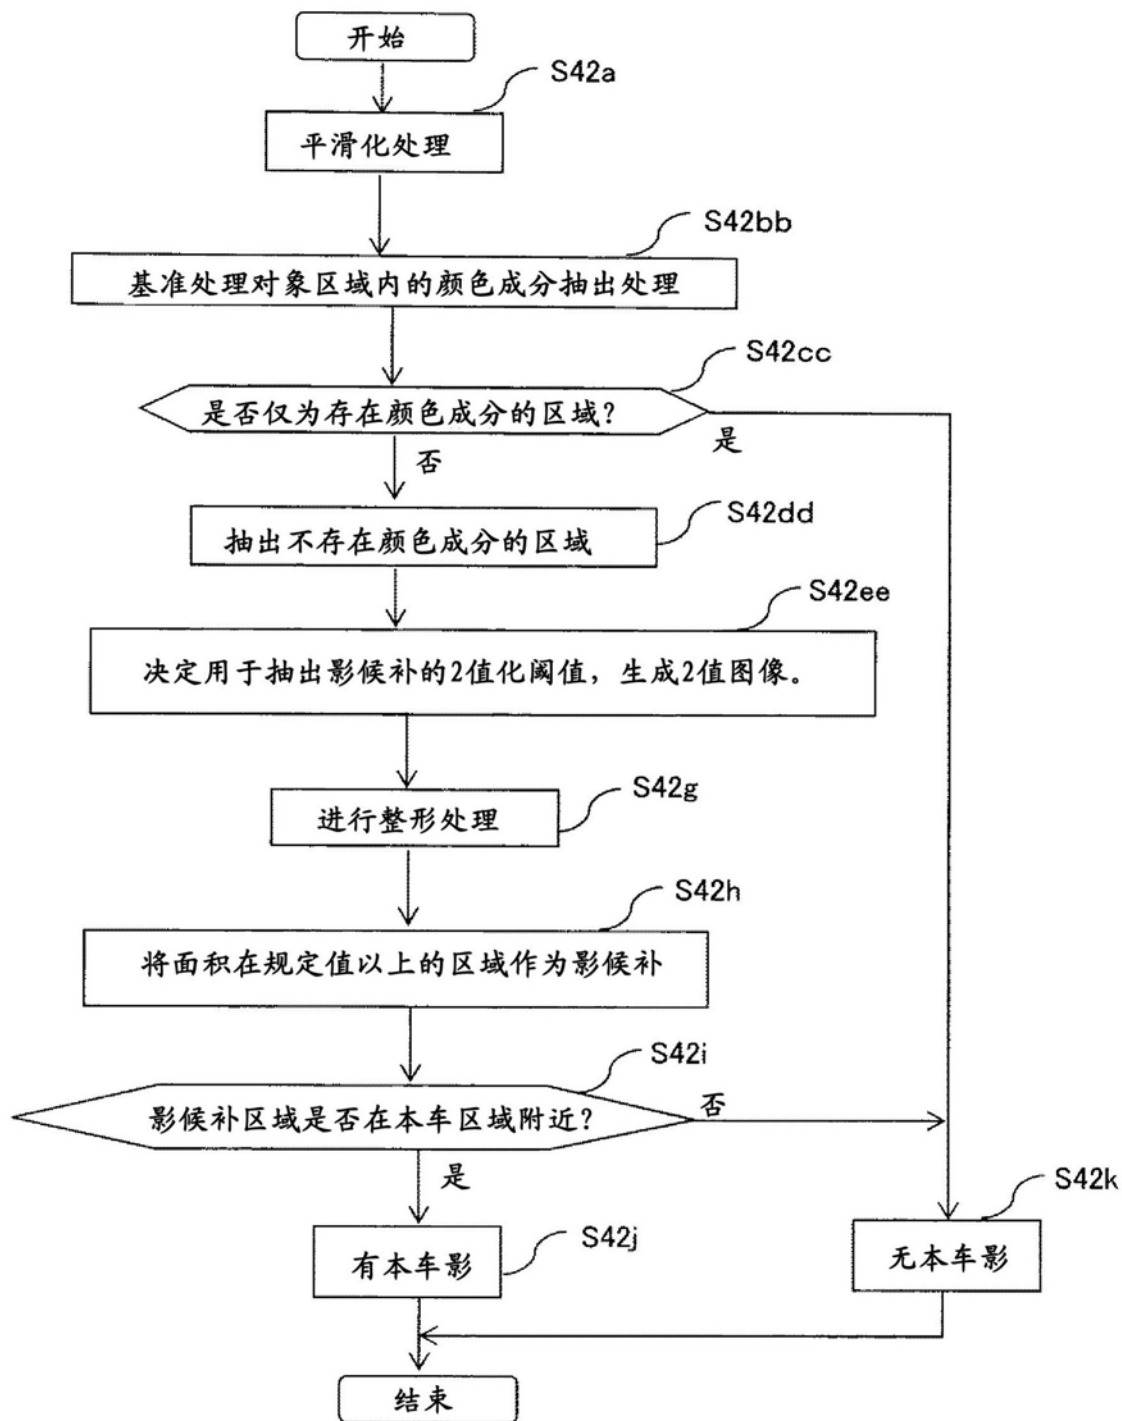 开始
S42a
平滑化处理
S42bb
基准处理对象区域内的颜色成分抽出处理
S42cc
是否仅为存在颜色成分的区域？
是
否
S42dd
抽出不存在颜色成分的区域
S42ee
决定用于抽出影候补的2值化阈值，生成2值图像。
S42g
进行整形处理
S42h
将面积在规定值以上的区域作为影候补
S42i
影候补区域是否在本车区域附近？
否
是
S42k
S42j
有本车影
无本车影
结束